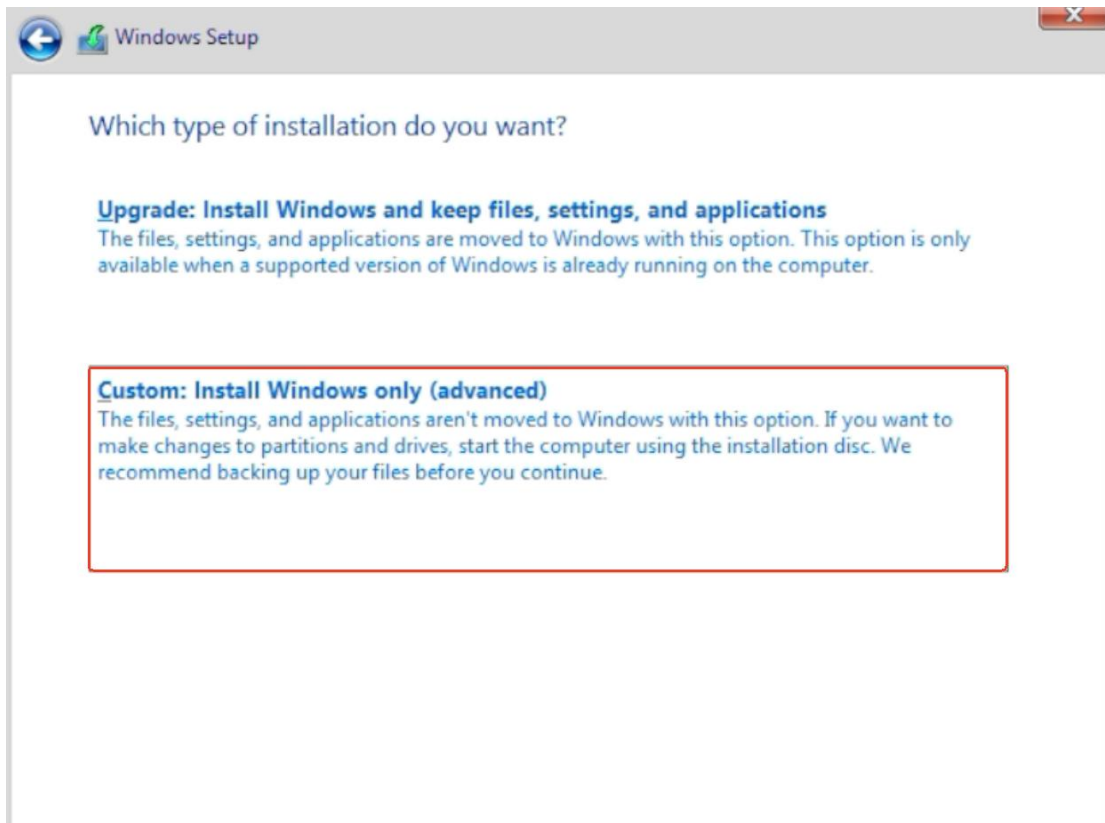 Windows Setup
Which type of installation do you want?
Upgrade: Install Windows and keep files, settings, and applications
The files, settings, and applications are moved to Windows with this option. This option is only
available when a supported version of Windows is already running on the computer.
Custom: Install Windows only (advanced)
The files, settings, and applications aren't moved to Windows with this option. If you want to
make changes to partitions and drives, start the computer using the installation disc. We
recommend backing up your files before you continue.